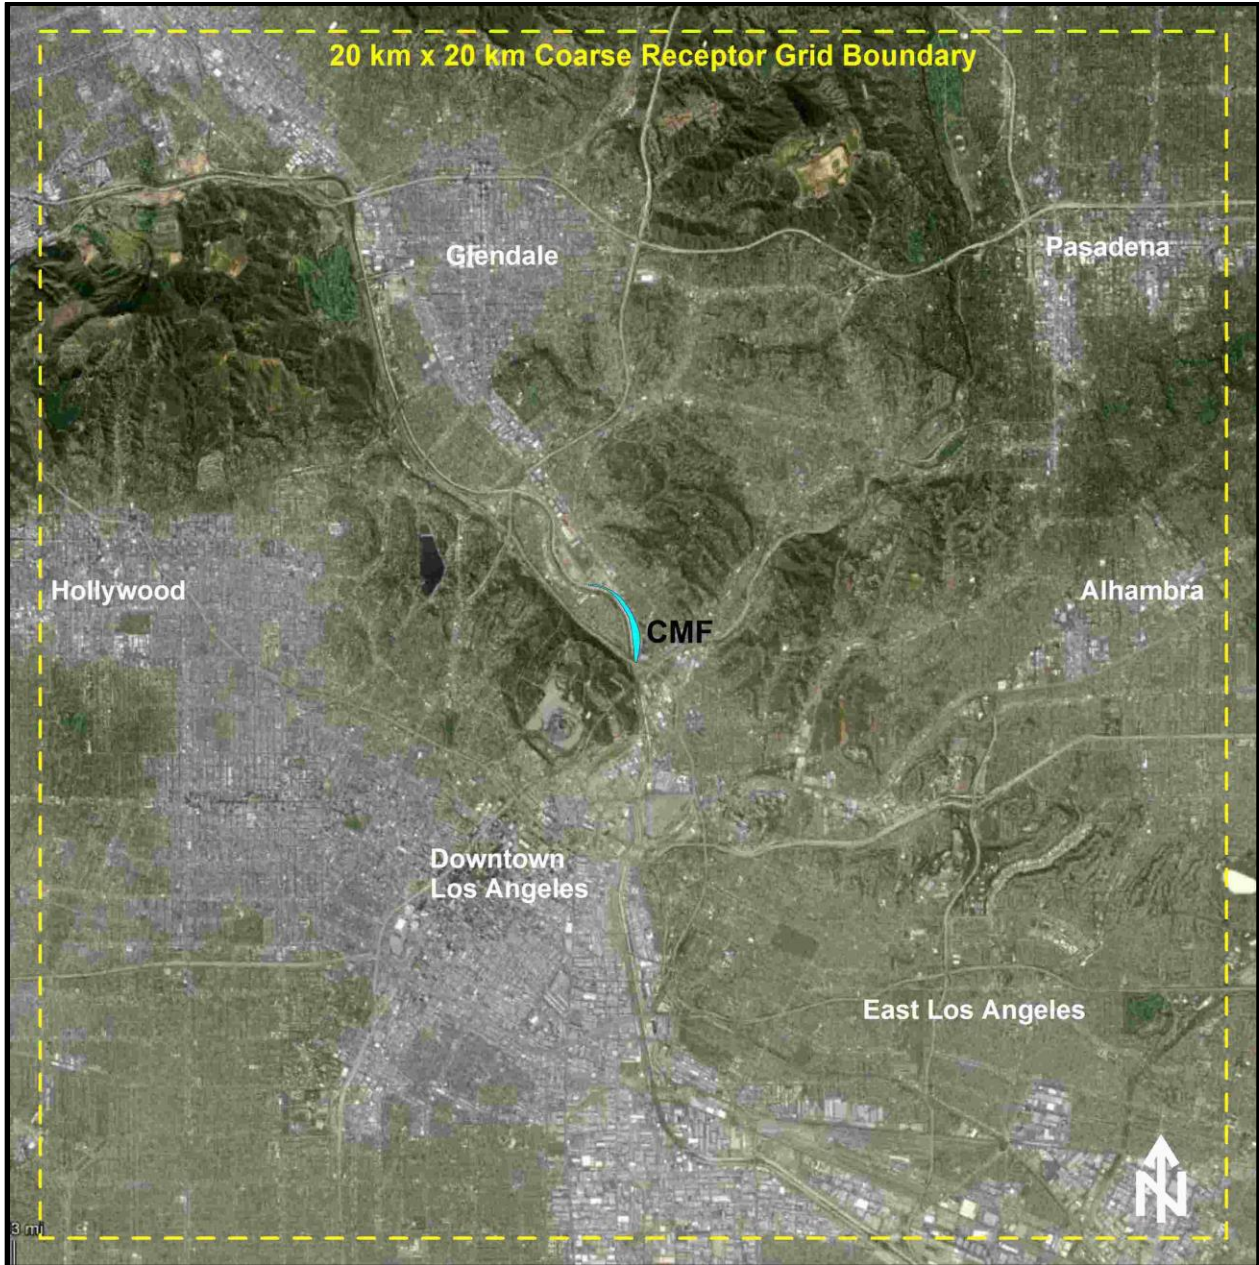 20 km x 20 km Coarse Receptor Grid Boundary
Glendale
Pasadena
Hollywood
Alhambra
CMF
Downtown
Los Angeles
East Los Angeles
N
3 mi